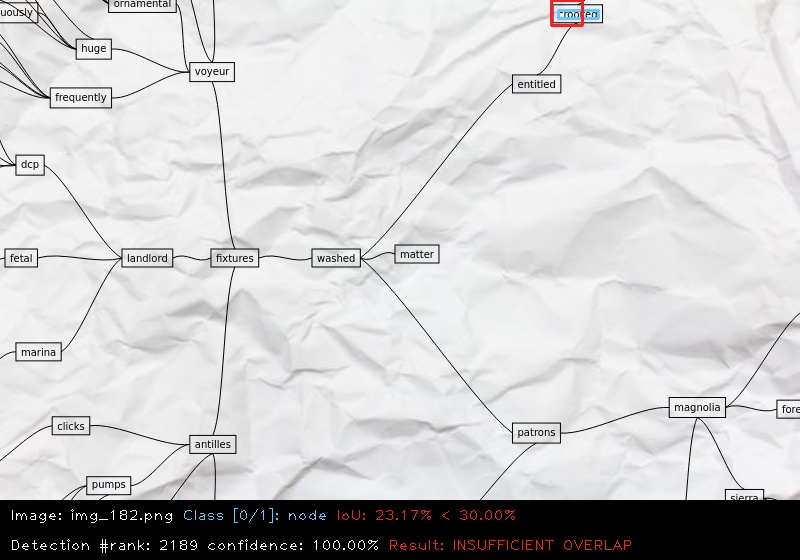 ornamental
uously
crooked
huge
voyeur
entitled
frequently
dcp
fetal
landlord
fixtures
washed
matter
marina
magnolia
fore
clicks
antilles
patrons
pumps
sierra
Image: img_182.png Class [0/1]: node IoU: 23.17% < 30.00%
Detection #rank: 2189 confidence: 100.00% Result: INSUFFICIENT OVERLAP